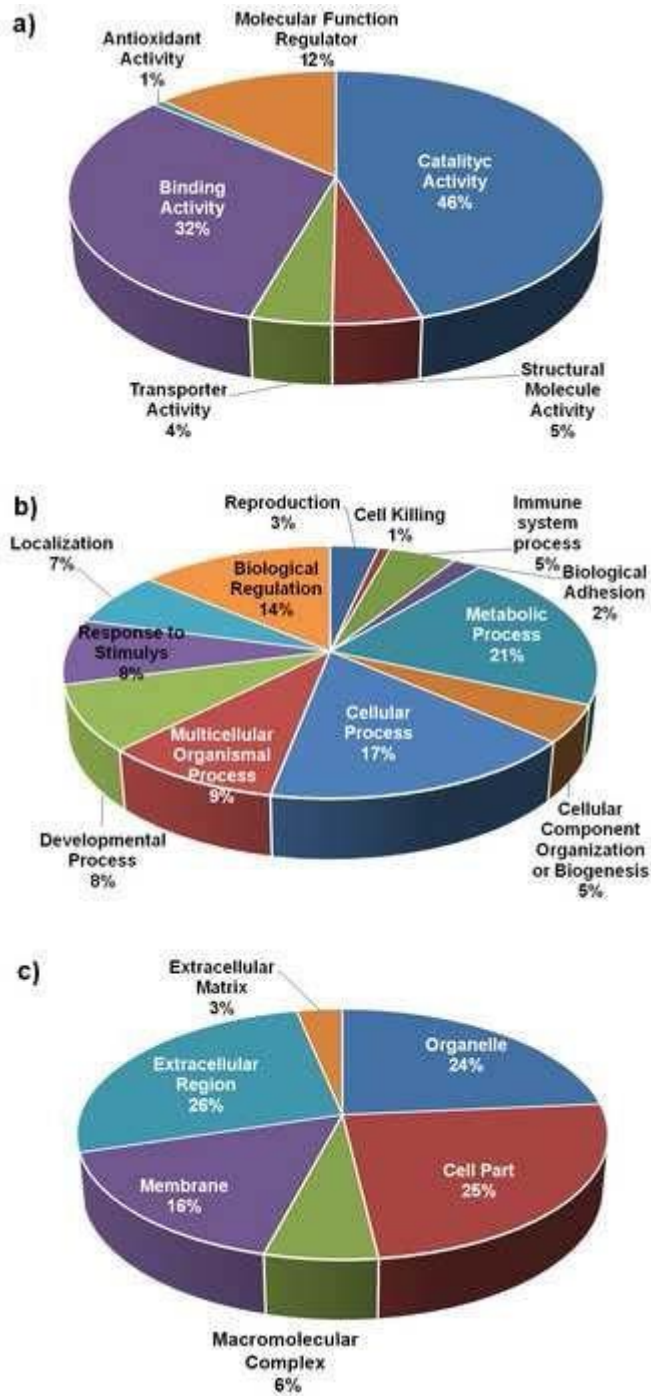 a)
Molecular Function
Regulator
12%
Antioxidant
Activity
1%
Catalityc
Activity
46%
Binding
Activity
32%
Structural
Molecule
Activity
5%
Transporter
Activity
4%
b)
Reproduction
3%
Cell Killing
1%
Immune
system
process
5%
Biological
Adhesion
2%
Localization
7%
Biological
Regulation
14%
Metabolic
Process
21%
Response to
Stimulys
8%
Cellular
Process
17%
Multicellular
Organismal
Process
9%
Developmental
Process
8%
Cellular
Component
Organization
or Biogenesis
5%
c)
Extracellular
Matrix
3%
Organelle
24%
Extracellular
Region
26%
Cell Part
25%
Membrane
16%
Macromolecular
Complex
6%